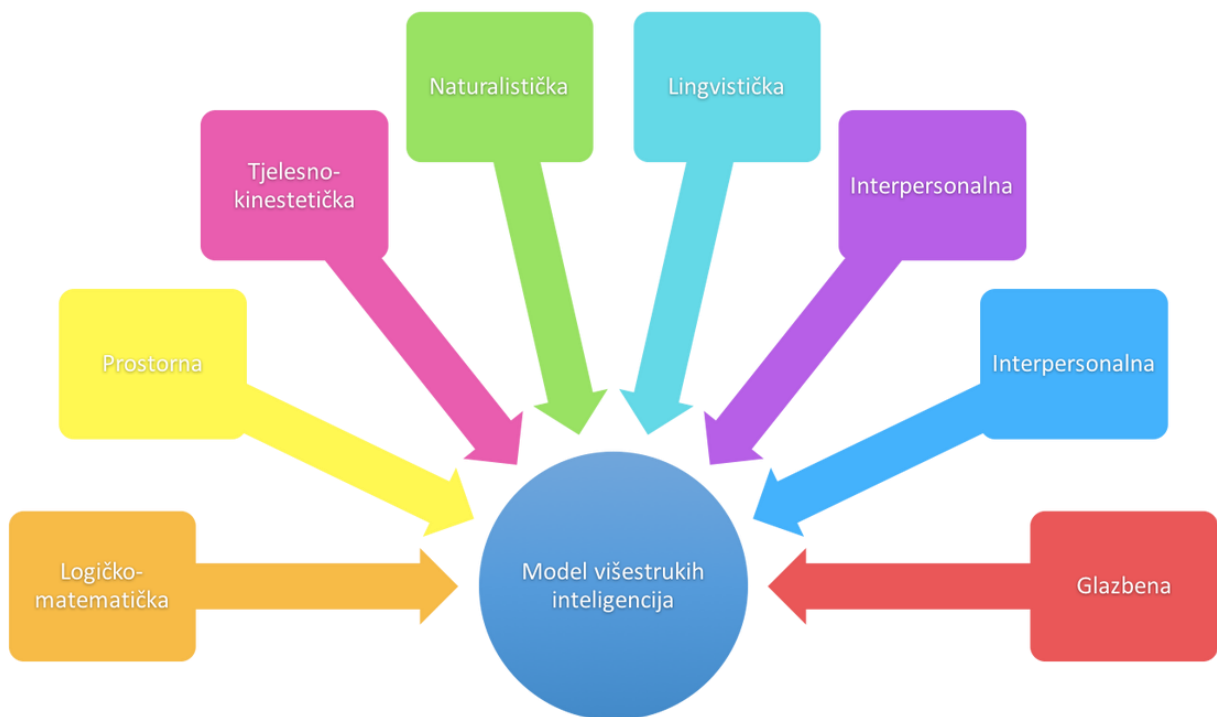 Naturalistička
Lingvistička
Tjelesno-
kinestetička
Interpersonalna
Prostorna
Interpersonalna
Logičko-
matematička
Model višestrukih
inteligencija
Glazbena